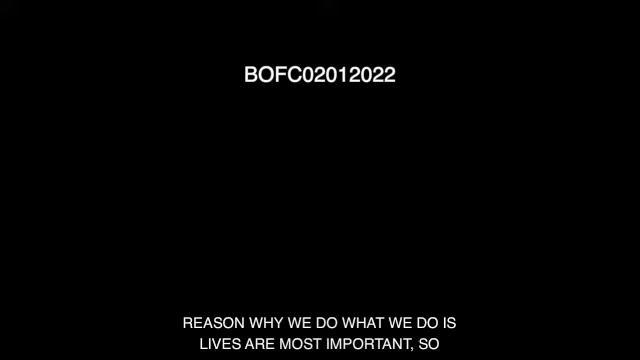 BOFC02012022
REASON WHY WE DO WHAT WE DO IS
LIVES ARE MOST IMPORTANT, SO